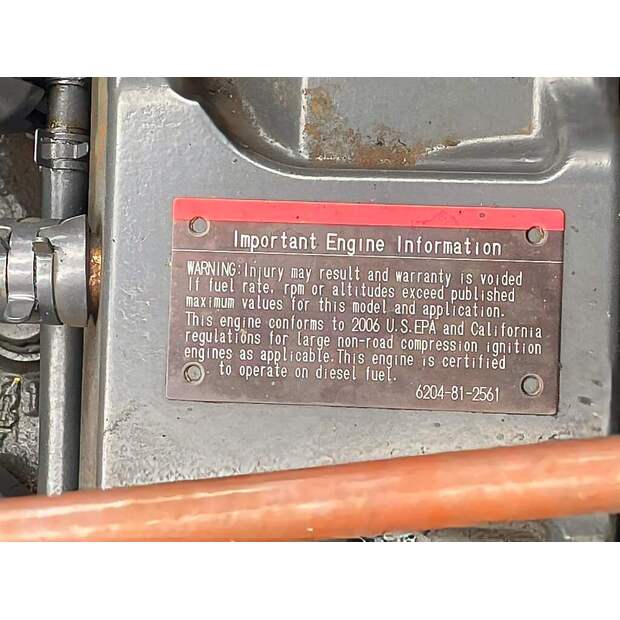 Important Engine Information
WARNING: Injury may result and warranty is voided
if fuel rate, rpm or altitudes exceed published
maximum values for this model and application.
This engine conforms to 2006 U.S.EPA and California
regulations for large non-road compression ignition
engines as applicable. This engine is certified
to operate on diesel fuel.
6204-81-2561